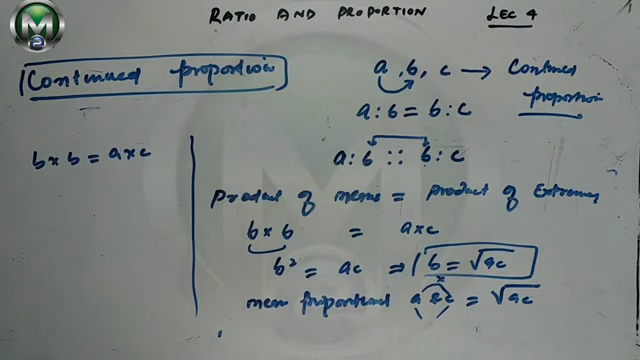 RATIO AND PROPORTION LEC 4
M
2
Continued proportion
a, b, c → Continued proportion
a : b = b : c
b × b = a × c
a : b :: b : c
Product of means = product of Extremes
b × b = a×c
b² = ac ⇒ b = √ac
mean proportional a & c = √ac
x